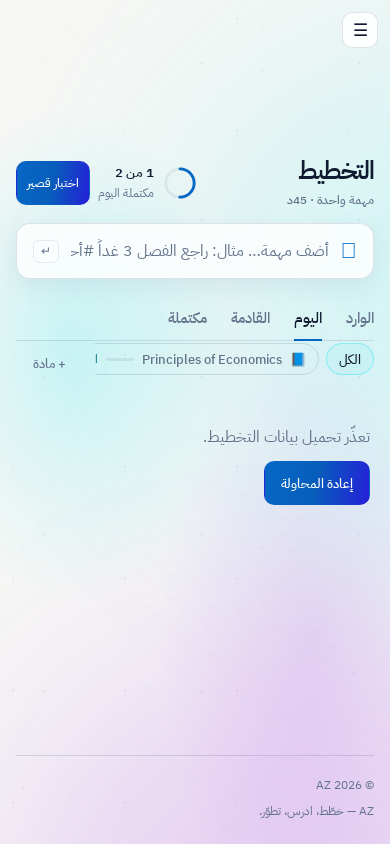 ☰
التخطيط
مهمة واحدة · 45د
1 من 2
مكتملة اليوم
اختبار قصير
أضف مهمة... مثال: راجع الفصل 3 غداً #أح
↵
الوارد اليوم القادمة مكتملة
الكل
📘 Principles of Economics
+ مادة
تعذّر تحميل بيانات التخطيط.
إعادة المحاولة
© 2026 AZ
AZ — خطّط، ادرس، تطوّر.